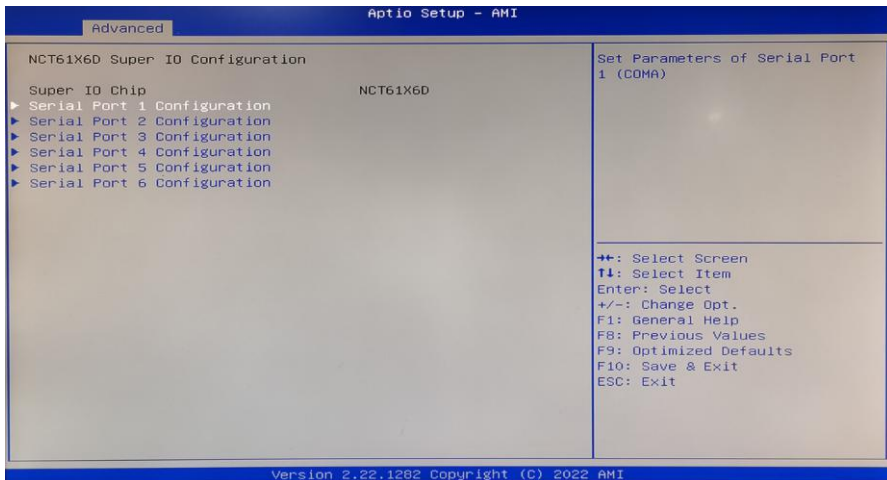 Aptio Setup - AMI
Advanced
NCT61X6D Super IO Configuration
Super IO Chip NCT61X6D
▶ Serial Port 1 Configuration
▶ Serial Port 2 Configuration
▶ Serial Port 3 Configuration
▶ Serial Port 4 Configuration
▶ Serial Port 5 Configuration
▶ Serial Port 6 Configuration
Set Parameters of Serial Port
1 (COMA)
→←: Select Screen
↑↓: Select Item
Enter: Select
+/-: Change Opt.
F1: General Help
F8: Previous Values
F9: Optimized Defaults
F10: Save & Exit
ESC: Exit
Version 2.22.1282 Copyright (C) 2022 AMI